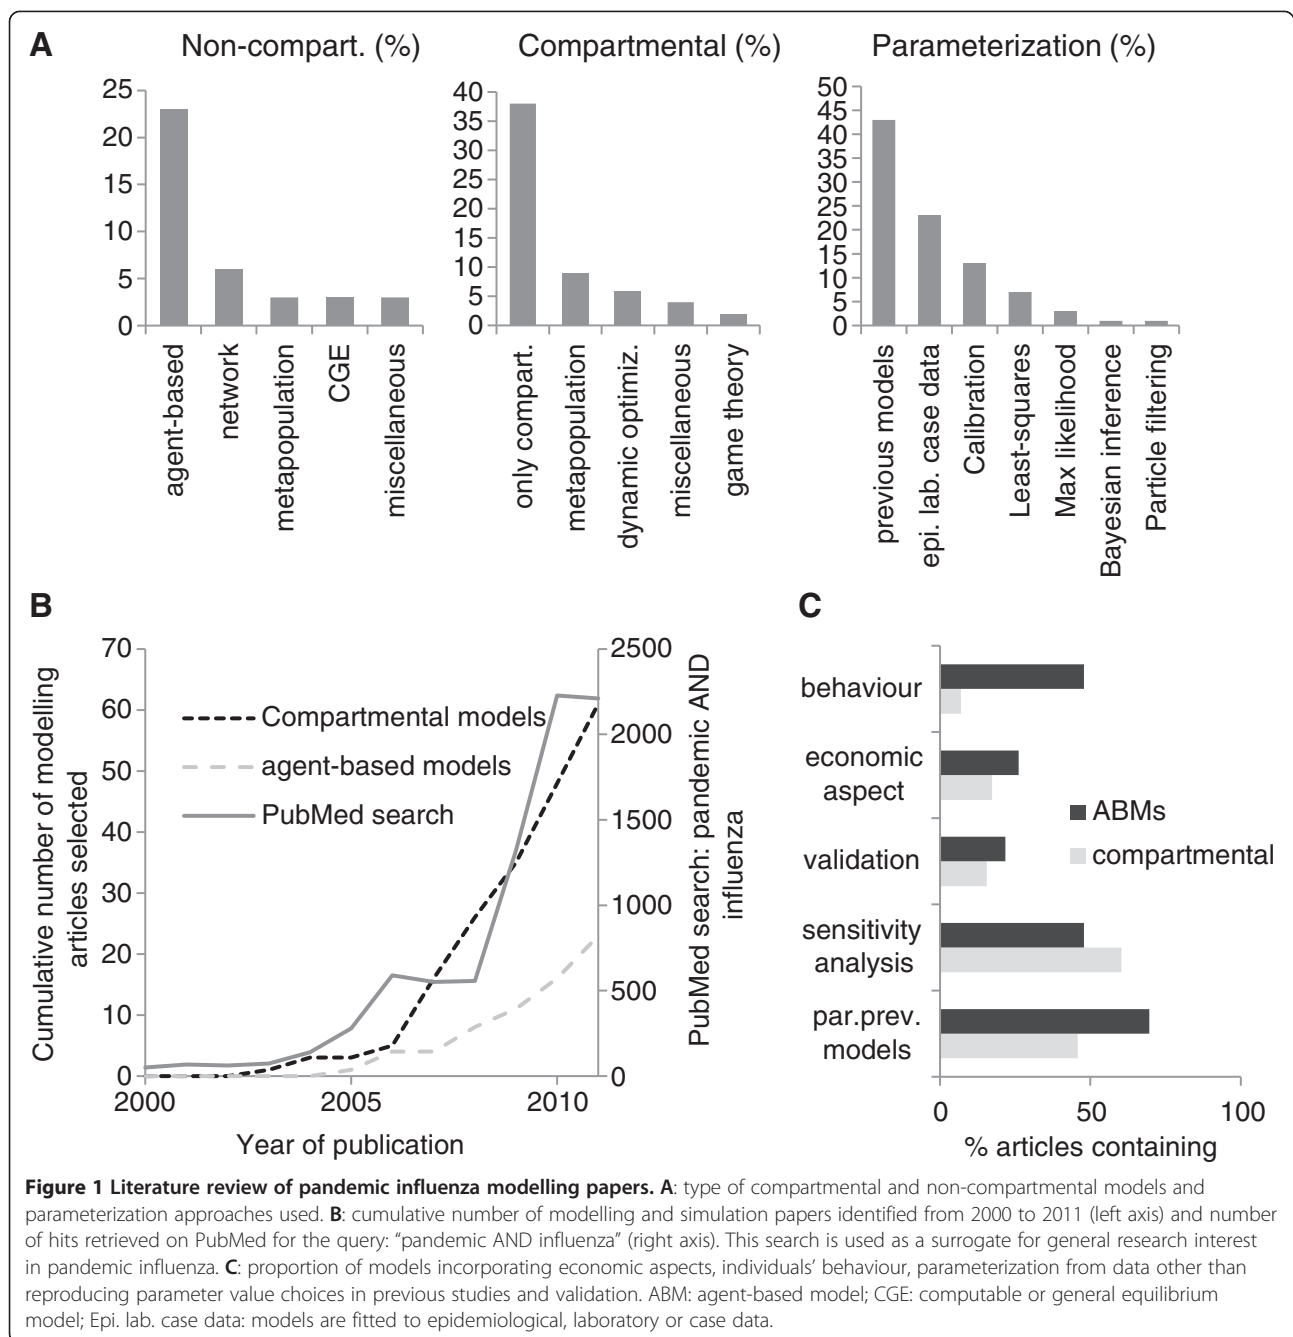 A
Non-compart. (%)
Compartmental (%)
Parameterization (%)
25
20
15
10
5
0
agent-based
network
metapopulation
CGE
miscellaneous
40
35
30
25
20
15
10
5
0
only compart.
metapopulation
dynamic optimiz.
miscellaneous
game theory
50
45
40
35
30
25
20
15
10
5
0
previous models
epi. lab. case data
Calibration
Least-squares
Max likelihood
Bayesian inference
Particle filtering
B
Cumulative number of modelling
articles selected
70
60
50
40
30
20
10
0
Compartmental models
agent-based models
PubMed search
2500
2000
1500
1000
500
0
PubMed search: pandemic AND
influenza
2000
2005
2010
Year of publication
C
behaviour
economic
aspect
validation
sensitivity
analysis
par.prev.
models
ABMs
compartmental
0
50
100
% articles containing
Figure 1 Literature review of pandemic influenza modelling papers. A: type of compartmental and non-compartmental models and
parameterization approaches used. B: cumulative number of modelling and simulation papers identified from 2000 to 2011 (left axis) and number
of hits retrieved on PubMed for the query: “pandemic AND influenza” (right axis). This search is used as a surrogate for general research interest
in pandemic influenza. C: proportion of models incorporating economic aspects, individuals’ behaviour, parameterization from data other than
reproducing parameter value choices in previous studies and validation. ABM: agent-based model; CGE: computable or general equilibrium
model; Epi. lab. case data: models are fitted to epidemiological, laboratory or case data.